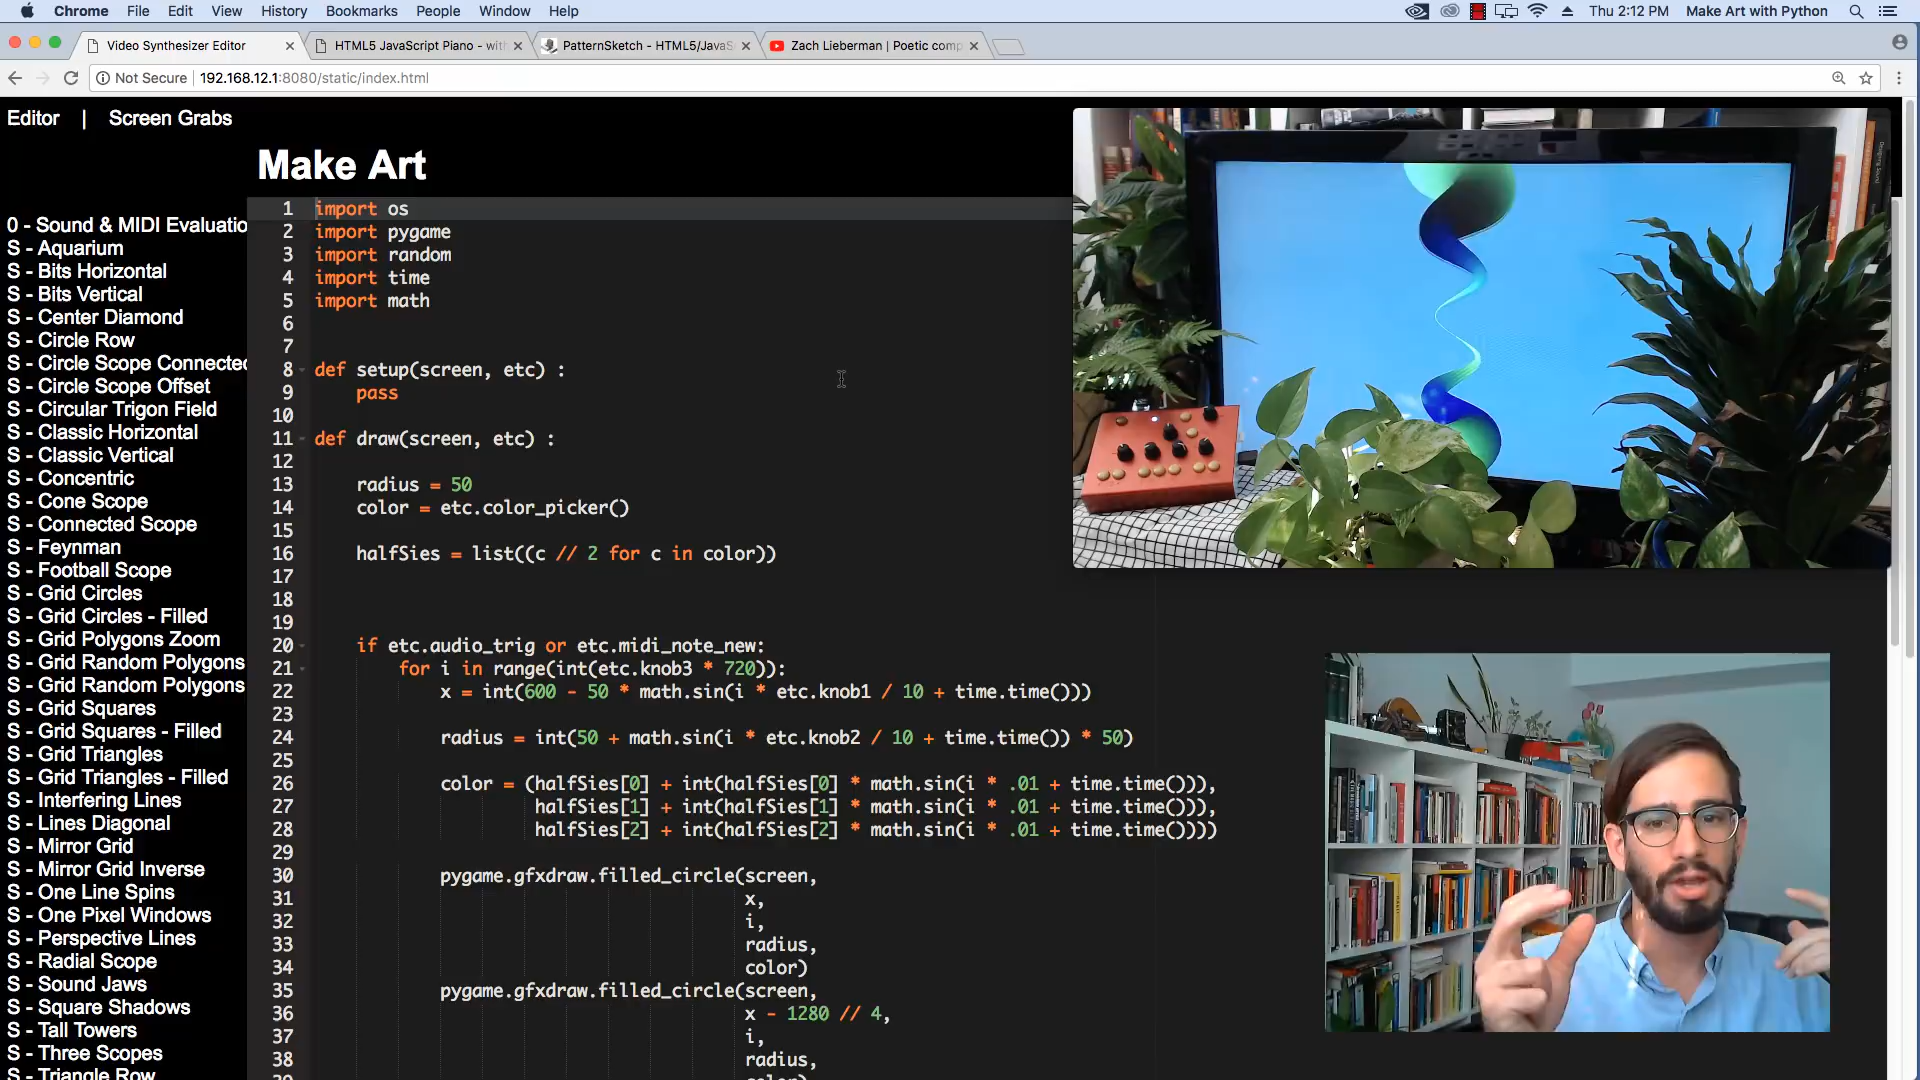 Chrome File Edit View History Bookmarks People Window Help Thu 2:12 PM Make Art with Python
Video Synthesizer Editor HTML5 JavaScript Piano - with PatternSketch - HTML5/JavaS Zach Lieberman | Poetic comp
Not Secure 192.168.12.1:8080/static/index.html
Editor | Screen Grabs
Make Art
0 - Sound & MIDI Evaluatio
S - Aquarium
S - Bits Horizontal
S - Bits Vertical
S - Center Diamond
S - Circle Row
S - Circle Scope Connected
S - Circle Scope Offset
S - Circular Trigon Field
S - Classic Horizontal
S - Classic Vertical
S - Concentric
S - Cone Scope
S - Connected Scope
S - Feynman
S - Football Scope
S - Grid Circles
S - Grid Circles - Filled
S - Grid Polygons Zoom
S - Grid Random Polygons
S - Grid Random Polygons
S - Grid Squares
S - Grid Squares - Filled
S - Grid Triangles
S - Grid Triangles - Filled
S - Interfering Lines
S - Lines Diagonal
S - Mirror Grid
S - Mirror Grid Inverse
S - One Line Spins
S - One Pixel Windows
S - Perspective Lines
S - Radial Scope
S - Sound Jaws
S - Square Shadows
S - Tall Towers
S - Three Scopes
S - Triangle Row
1 import os
2 import pygame
3 import random
4 import time
5 import math
6
7
8 def setup(screen, etc) :
9 pass
10
11 def draw(screen, etc) :
12
13 radius = 50
14 color = etc.color_picker()
15
16 halfSies = list((c // 2 for c in color))
17
18
19
20 if etc.audio_trig or etc.midi_note_new:
21 for i in range(int(etc.knob3 * 720)):
22 x = int(600 - 50 * math.sin(i * etc.knob1 / 10 + time.time()))
23
24 radius = int(50 + math.sin(i * etc.knob2 / 10 + time.time()) * 50)
25
26 color = (halfSies[0] + int(halfSies[0] * math.sin(i * .01 + time.time())),
27 halfSies[1] + int(halfSies[1] * math.sin(i * .01 + time.time())),
28 halfSies[2] + int(halfSies[2] * math.sin(i * .01 + time.time())))
29
30 pygame.gfxdraw.filled_circle(screen,
31 x,
32 i,
33 radius,
34 color)
35 pygame.gfxdraw.filled_circle(screen,
36 x - 1280 // 4,
37 i,
38 radius,